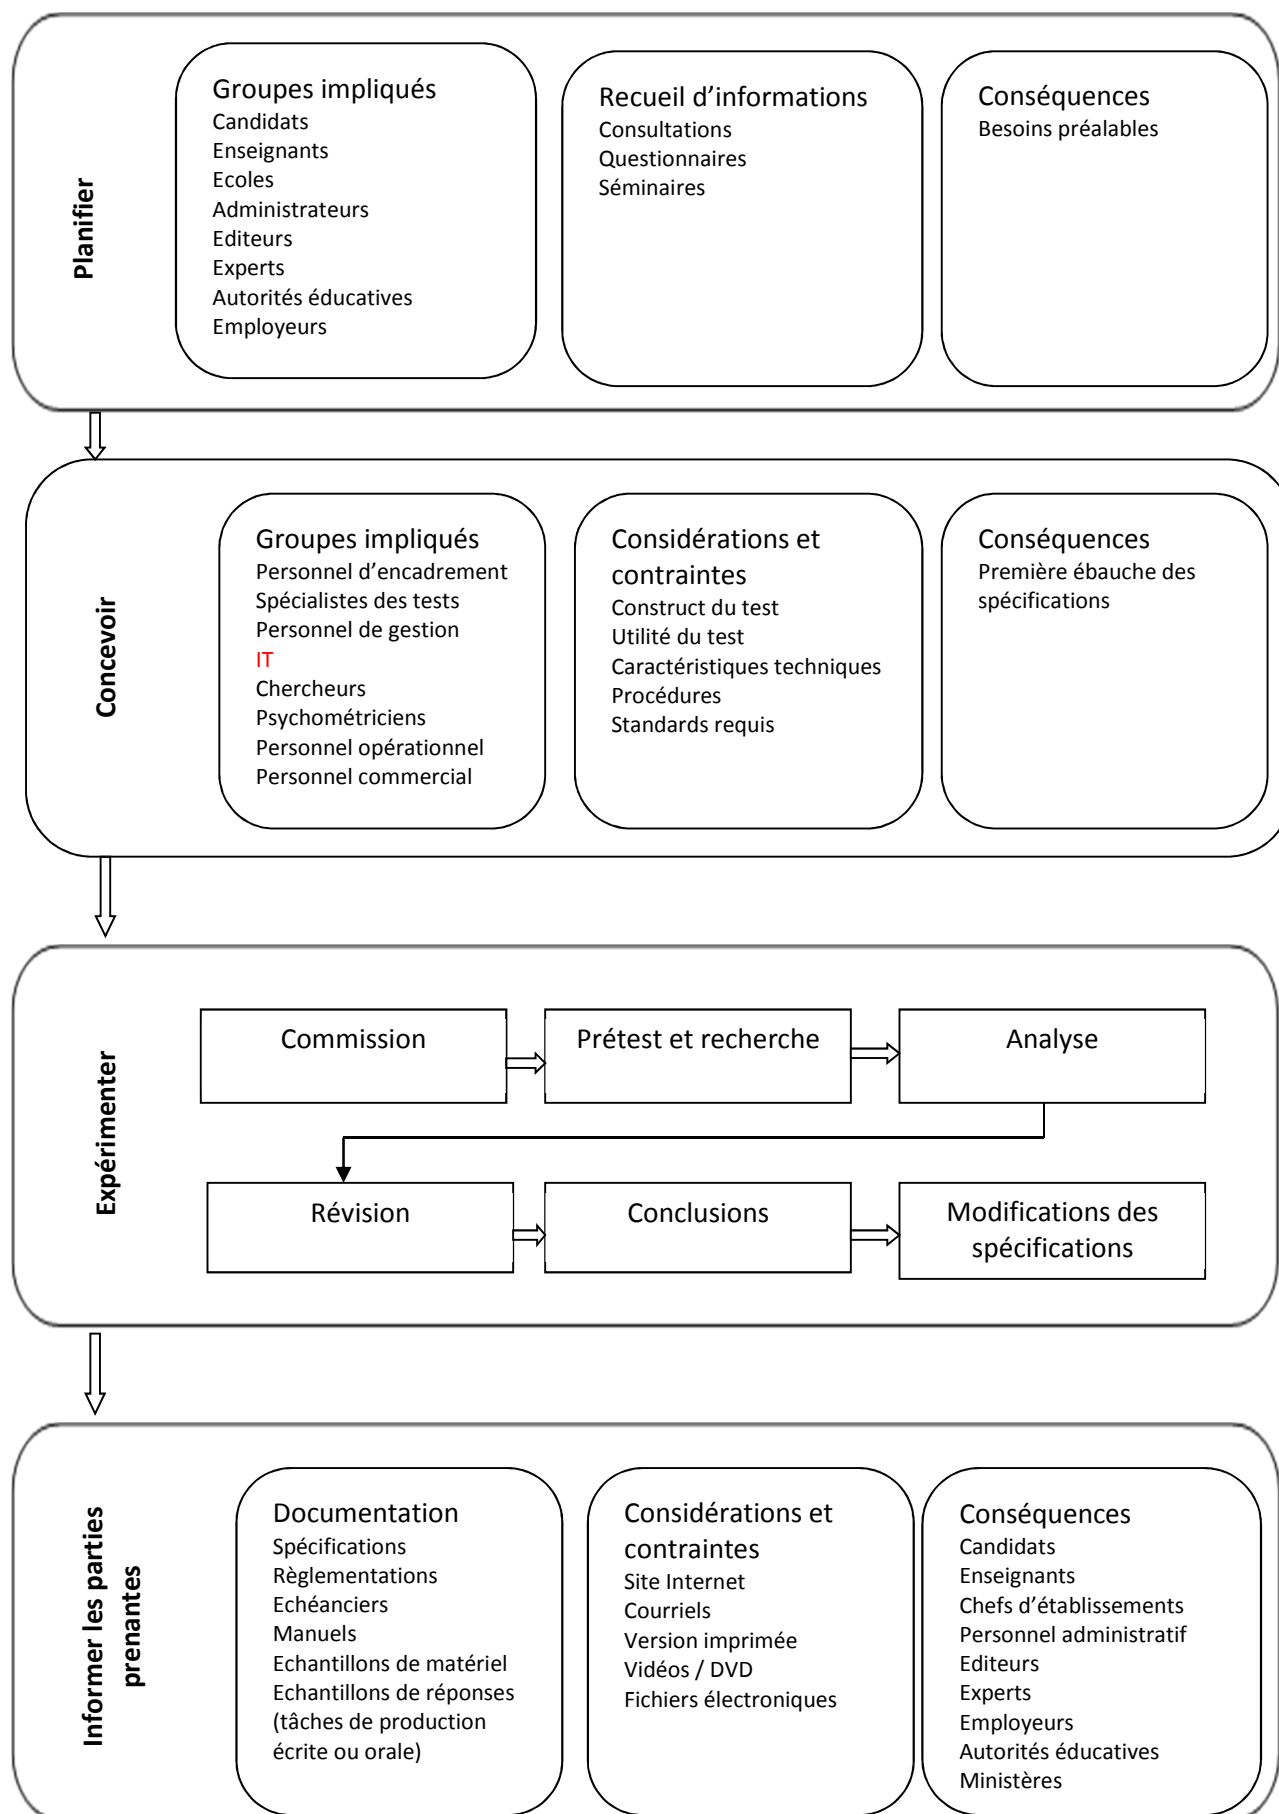 Planifier
Groupes impliqués
Candidats
Enseignants
Ecoles
Administrateurs
Editeurs
Experts
Autorités éducatives
Employeurs
Recueil d’informations
Consultations
Questionnaires
Séminaires
Conséquences
Besoins préalables
Concevoir
Groupes impliqués
Personnel d’encadrement
Spécialistes des tests
Personnel de gestion
IT
Chercheurs
Psychométriciens
Personnel opérationnel
Personnel commercial
Considérations et
contraintes
Construct du test
Utilité du test
Caractéristiques techniques
Procédures
Standards requis
Conséquences
Première ébauche des
spécifications
Expérimenter
Commission
Prétest et recherche
Analyse
Révision
Conclusions
Modifications des
spécifications
Informer les parties
prenantes
Documentation
Spécifications
Règlementations
Echéanciers
Manuels
Echantillons de matériel
Echantillons de réponses
(tâches de production
écrite ou orale)
Considérations et
contraintes
Site Internet
Courriels
Version imprimée
Vidéos / DVD
Fichiers électroniques
Conséquences
Candidats
Enseignants
Chefs d’établissements
Personnel administratif
Editeurs
Experts
Employeurs
Autorités éducatives
Ministères